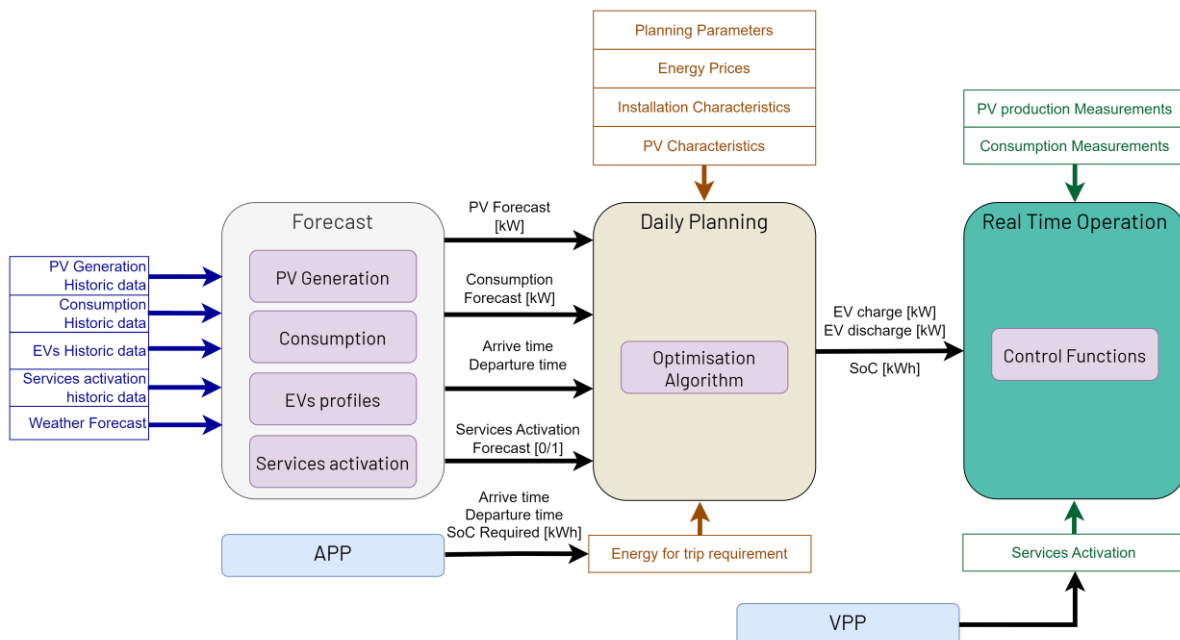 Planning Parameters
Energy Prices
Installation Characteristics
PV Characteristics
PV production Measurements
Consumption Measurements
PV Generation
Historic data
Consumption
Historic data
EVs Historic data
Services activation
historic data
Weather Forecast
Forecast
PV Generation
Consumption
EVs profiles
Services activation
PV Forecast
[kW]
Consumption
Forecast [kW]
Arrive time
Departure time
Services Activation
Forecast [0/1]
Daily Planning
Optimisation
Algorithm
EV charge [kW]
EV discharge [kW]
SoC [kWh]
Real Time Operation
Control Functions
APP
Arrive time
Departure time
SoC Required [kWh]
Energy for trip requirement
Services Activation
VPP